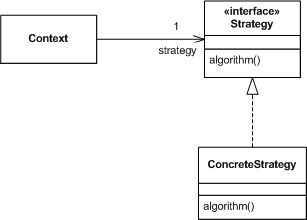 «interface»
Strategy
algorithm()
Context
1
strategy
ConcreteStrategy
algorithm()